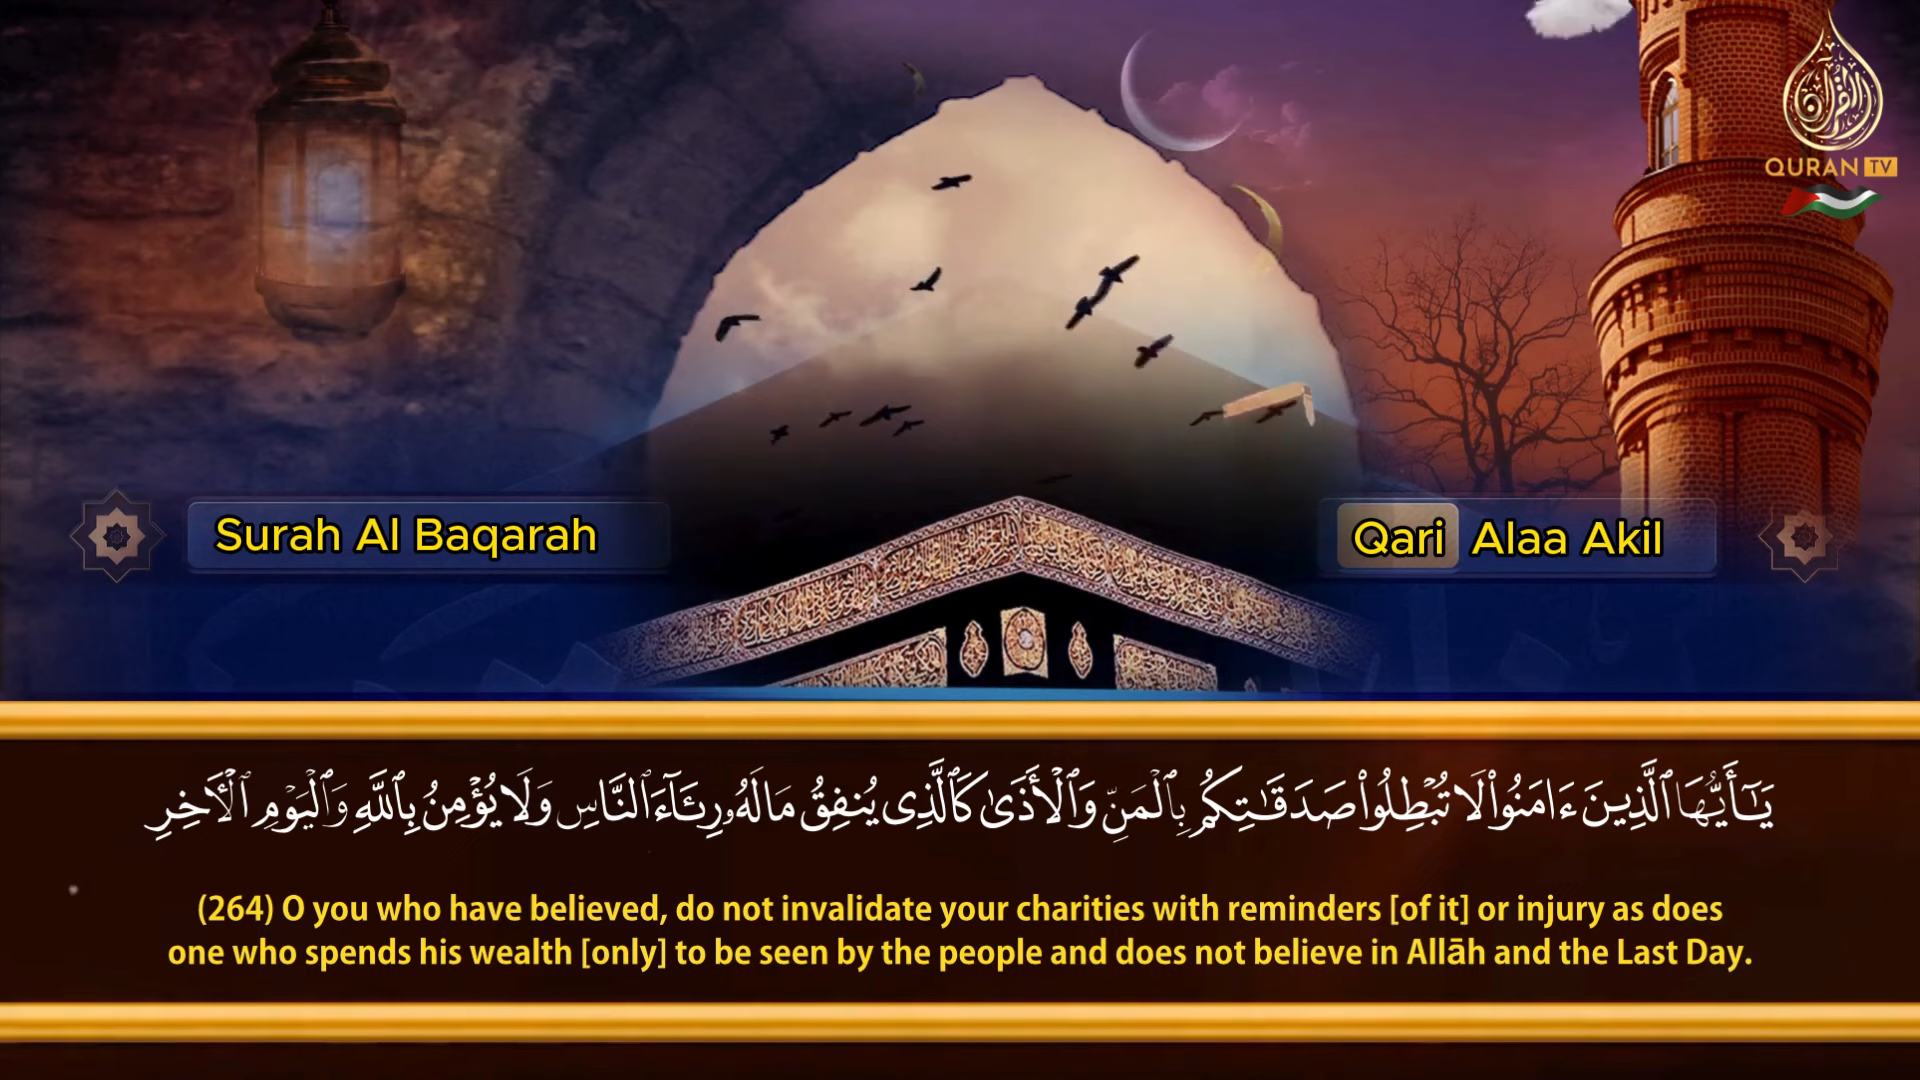 القرآن
QURAN TV
Surah Al Baqarah
Qari Alaa Akil
يَـٰٓأَيُّهَا ٱلَّذِينَ ءَامَنُوا۟ لَا تُبْطِلُوا۟ صَدَقَـٰتِكُم بِٱلْمَنِّ وَٱلْأَذَىٰ كَٱلَّذِى يُنفِقُ مَالَهُۥ رِئَآءَ ٱلنَّاسِ وَلَا يُؤْمِنُ بِٱللَّهِ وَٱلْيَوْمِ ٱلْـَٔاخِرِ
(264) O you who have believed, do not invalidate your charities with reminders [of it] or injury as does
one who spends his wealth [only] to be seen by the people and does not believe in Allāh and the Last Day.